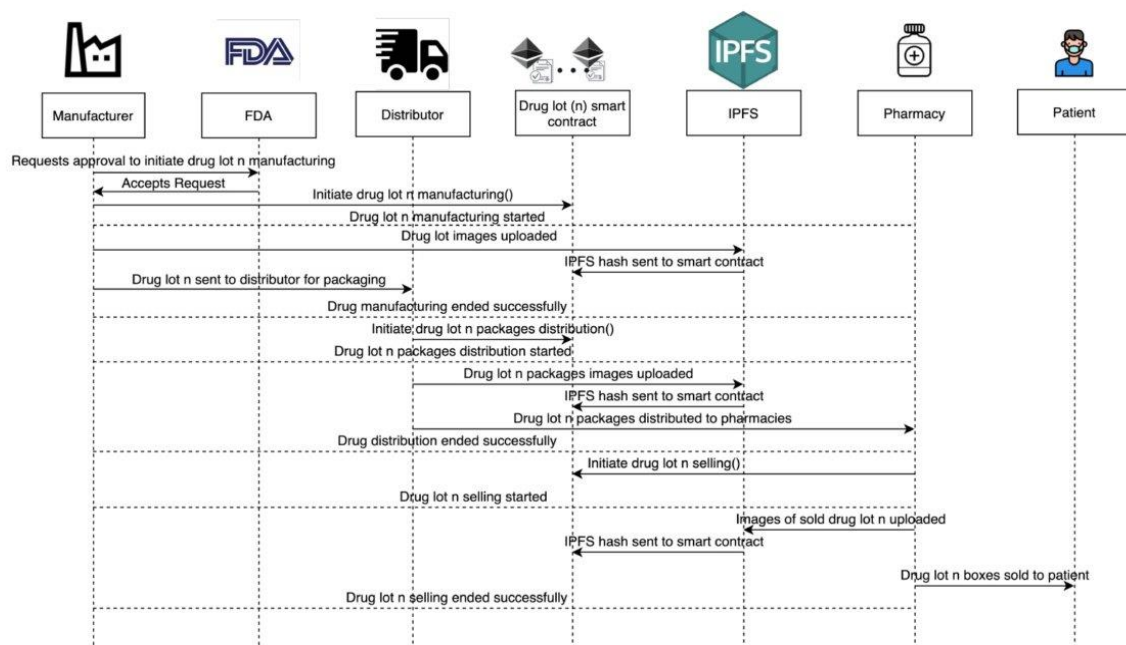 FDA
IPFS
Manufacturer
FDA
Distributor
Drug lot (n) smart
contract
IPFS
Pharmacy
Patient
Requests approval to initiate drug lot n manufacturing
Accepts Request
Initiate drug lot n manufacturing()
Drug lot n manufacturing started
Drug lot images uploaded
IPFS hash sent to smart contract
Drug lot n sent to distributor for packaging
Drug manufacturing ended successfully
Initiate drug lot n packages distribution()
Drug lot n packages distribution started
Drug lot n packages images uploaded
IPFS hash sent to smart contract
Drug lot n packages distributed to pharmacies
Drug distribution ended successfully
Initiate drug lot n selling()
Drug lot n selling started
Images of sold drug lot n uploaded
IPFS hash sent to smart contract
Drug lot n boxes sold to patient
Drug lot n selling ended successfully